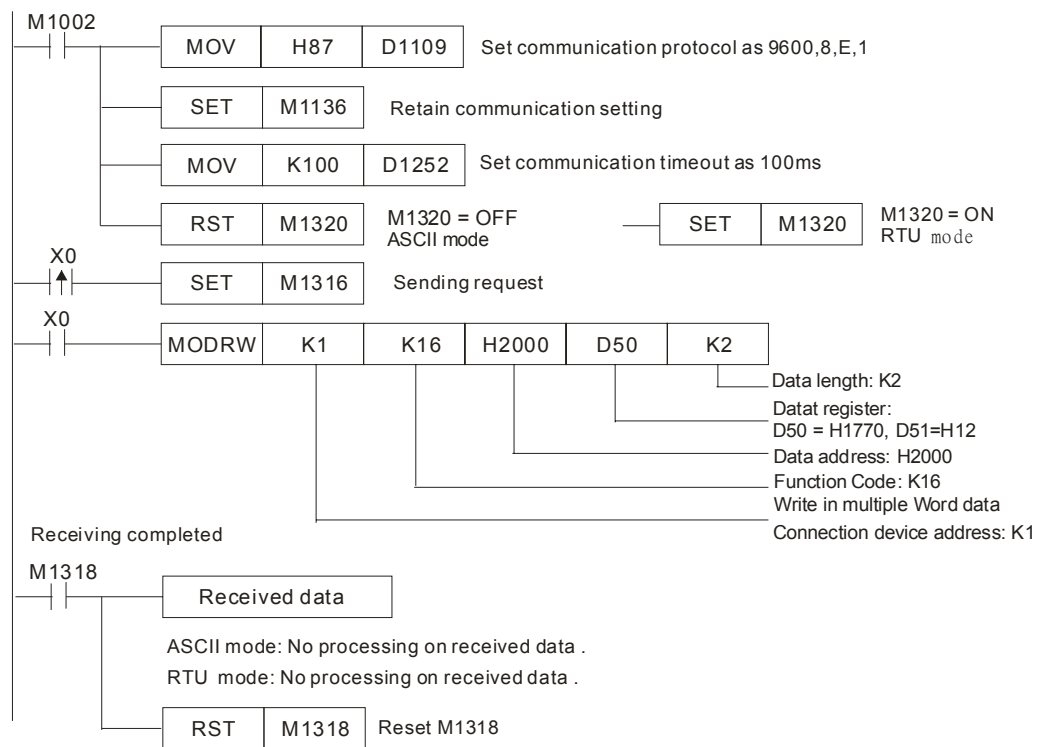 M1002
MOV H87 D1109 Set communication protocol as 9600,8,E,1
SET M1136 Retain communication setting
MOV K100 D1252 Set communication timeout as 100ms
RST M1320 M1320 = OFF
ASCII mode
SET M1320 M1320 = ON
RTU mode
X0
SET M1316 Sending request
X0
MODRW K1 K16 H2000 D50 K2
Data length: K2
Datat register:
D50 = H1770, D51=H12
Data address: H2000
Function Code: K16
Write in multiple Word data
Connection device address: K1
Receiving completed
M1318
Received data
ASCII mode: No processing on received data .
RTU mode: No processing on received data .
RST M1318 Reset M1318